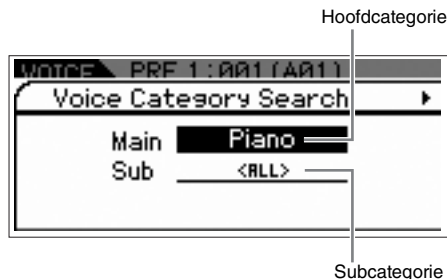 Hoofdcategorie
VOICE PRE 1:001(A01)
Voice Category Search
Main Piano
Sub <ALL>
Subcategorie